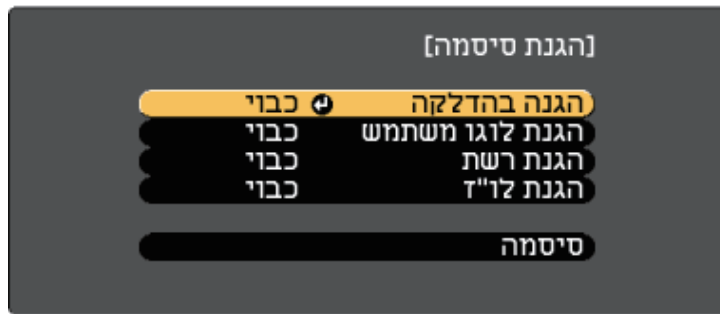 [הגנת סיסמה]
הגנה בהדלקה כבוי
הגנת לוגו משתמש כבוי
הגנת רשת כבוי
הגנת לו"ז כבוי
סיסמה